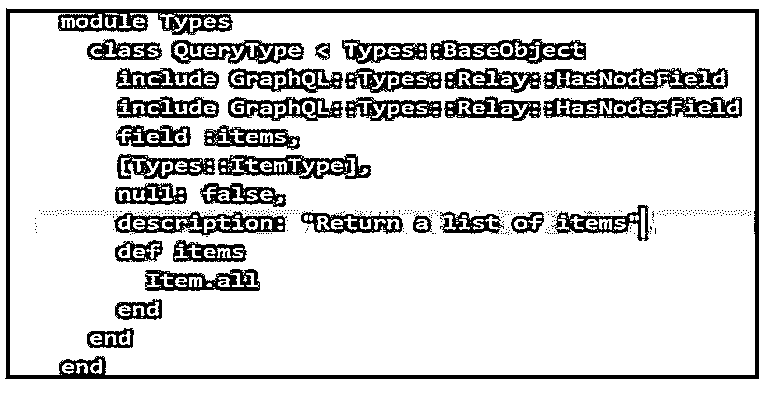 module Types
class QueryType < Types::BaseObject
include GraphQL::Types::Relay::HasNodeField
include GraphQL::Types::Relay::HasNodesField
field :items,
[Types::ItemType],
null: false,
description: "Return a list of items"
def items
Item.all
end
end
end